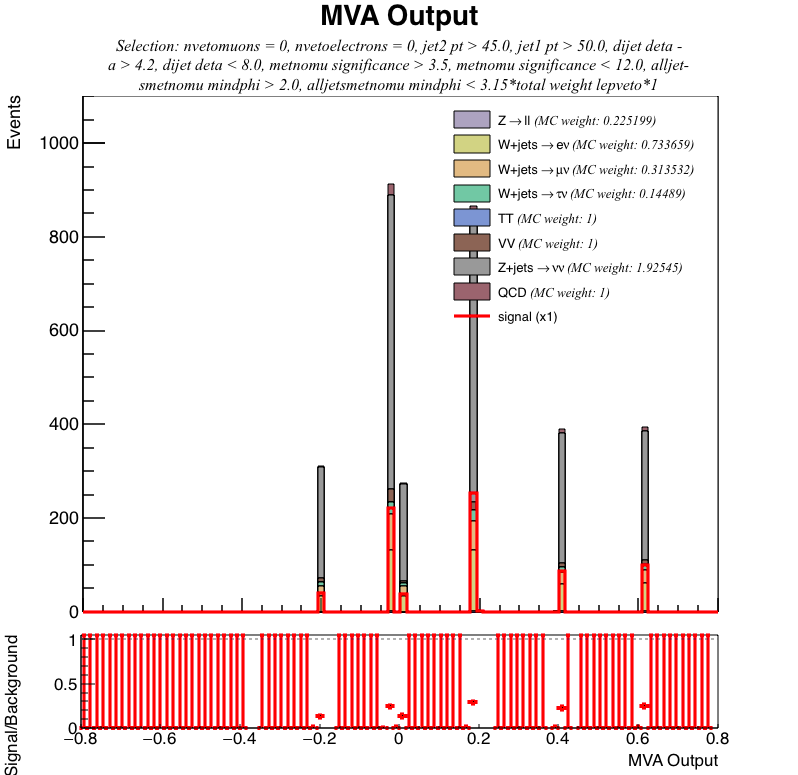 MVA Output
Selection: nvetomuons = 0, nvetoelectrons = 0, jet2 pt > 45.0, jet1 pt > 50.0, dijet deta -
a > 4.2, dijet deta < 8.0, metnomu significance > 3.5, metnomu significance < 12.0, alljet-
smetnomu mindphi > 2.0, alljetsmetnomu mindphi < 3.15*total weight lepveto*1
Events
1000
800
600
400
200
0
Z→ll (MC weight: 0.225199)
W+jets→eν (MC weight: 0.733659)
W+jets→μν (MC weight: 0.313532)
W+jets→τν (MC weight: 0.14489)
TT (MC weight: 1)
VV (MC weight: 1)
Z+jets→νν (MC weight: 1.92545)
QCD (MC weight: 1)
signal (x1)
Signal/Background
1
0.5
0
−0.8 −0.6 −0.4 −0.2 0 0.2 0.4 0.6 0.8
MVA Output